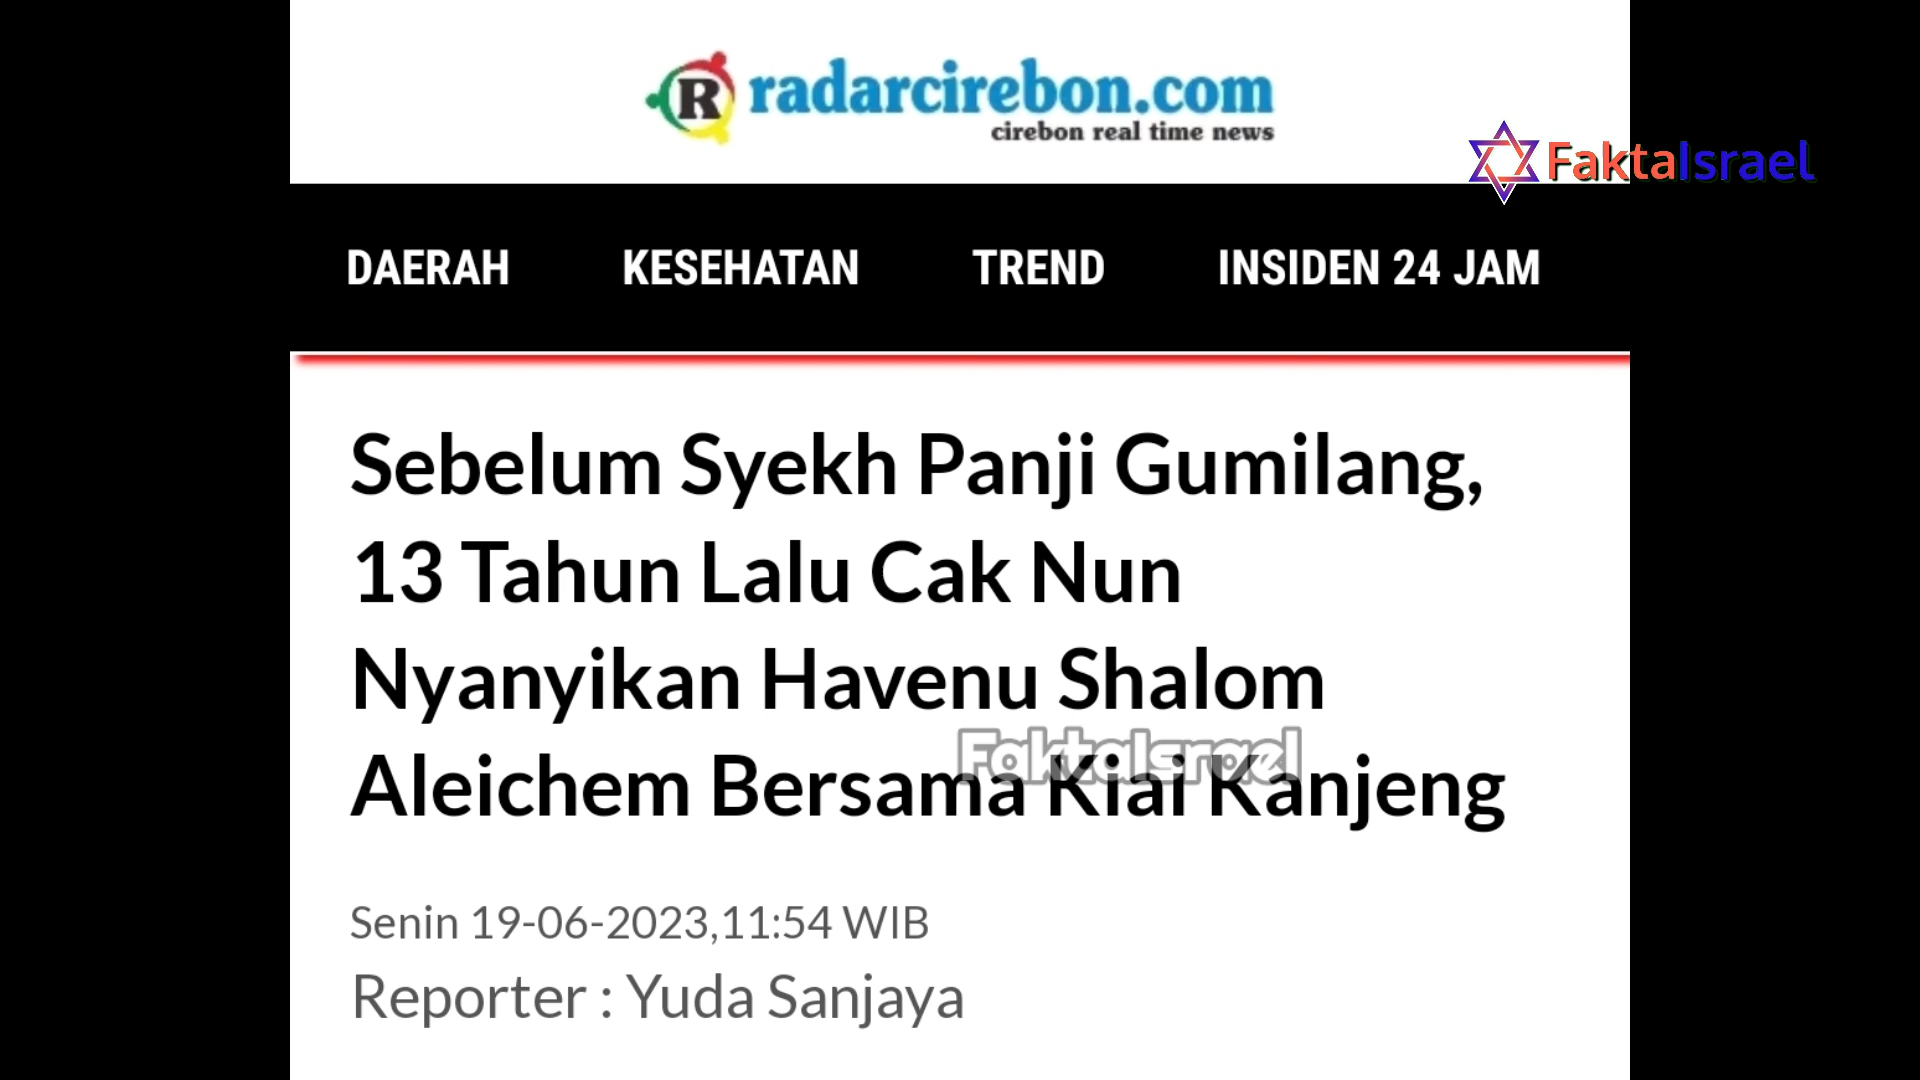 R radarcirebon.com
cirebon real time news
FaktaIsrael
DAERAH KESEHATAN TREND INSIDEN 24 JAM
Sebelum Syekh Panji Gumilang,
13 Tahun Lalu Cak Nun
Nyanyikan Havenu Shalom
FaktaIsrael
Aleichem Bersama Kiai Kanjeng
Senin 19-06-2023,11:54 WIB
Reporter : Yuda Sanjaya